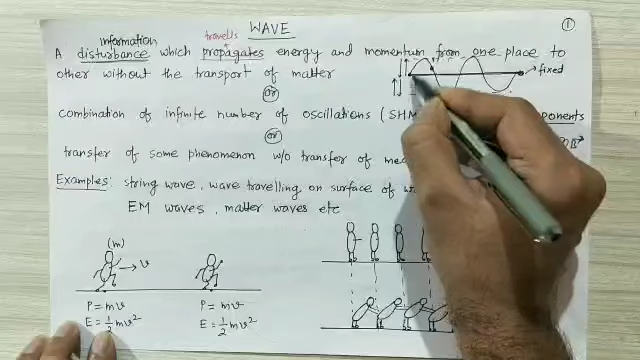 WAVE
①
information
travells
A disturbance which propagates energy and momentum from one place to
other without the transport of matter
fixed
or
combination of infinite number of oscillations (SHM
ponents
or
transfer of some phenomenon w/o transfer of
Examples: string wave, wave travelling on surface of
EM waves, matter waves etc
(m)
v
P = mv
P = mv
E = 1/2 mv²
E = 1/2 mv²